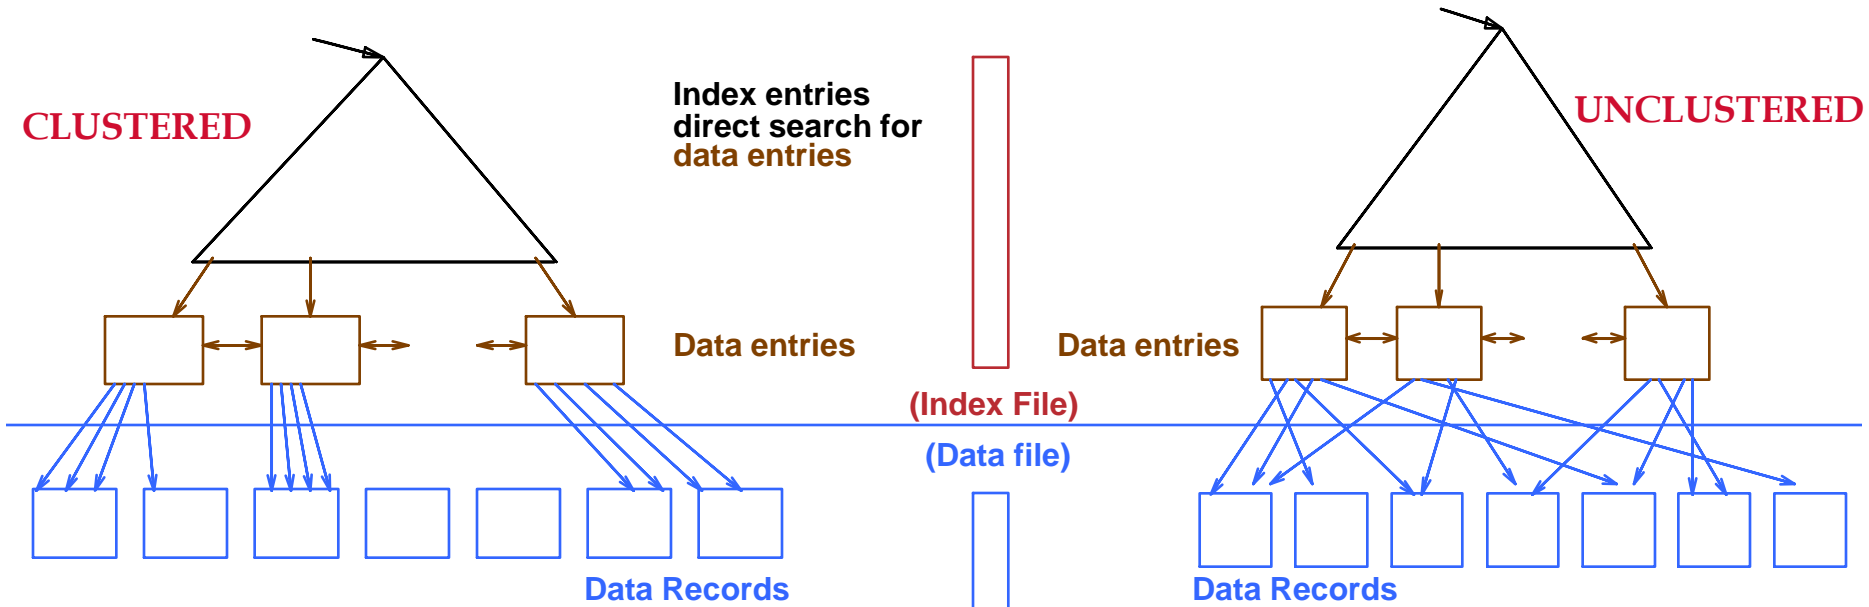 CLUSTERED
Index entries
direct search for
data entries
UNCLUSTERED
Data entries
Data entries
(Index File)
(Data file)
Data Records
Data Records